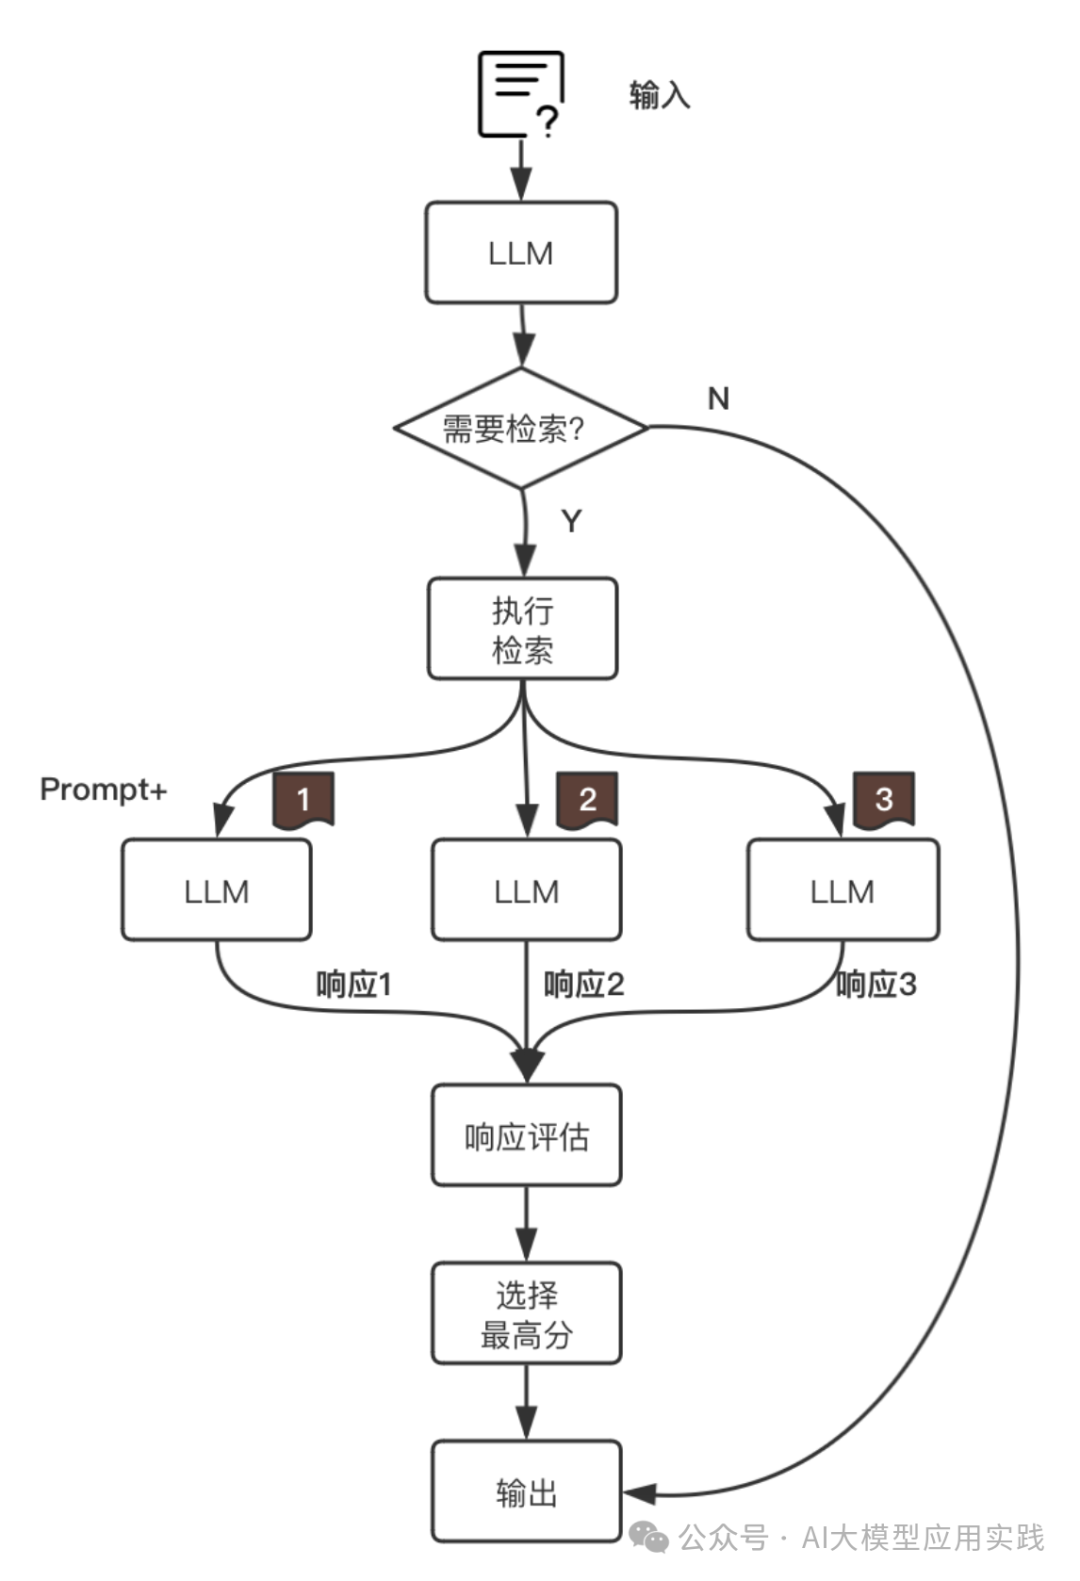 输入
LLM
N
需要检索?
Y
执行
检索
Prompt+
1
2
3
LLM
LLM
LLM
响应1
响应2
响应3
响应评估
选择
最高分
输出
公众号 · AI大模型应用实践